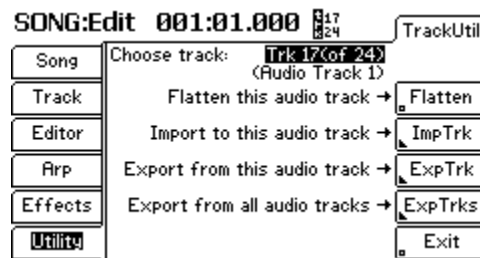 SONG:Edit 001:01.000 17 24 TrackUtil
Song Choose track: Trk 17(of 24)
(Audio Track 1)
Track Flatten this audio track → Flatten
Editor Import to this audio track → ImpTrk
Arp Export from this audio track → ExpTrk
Effects Export from all audio tracks → ExpTrks
Utility Exit